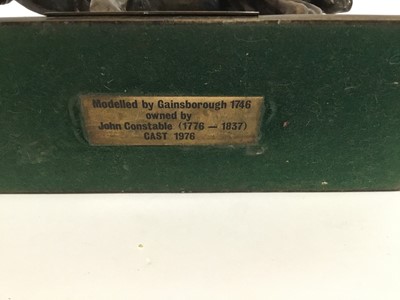 Modelled by Gainsborough 1746
owned by
John Constable (1776 — 1837)
CAST 1976